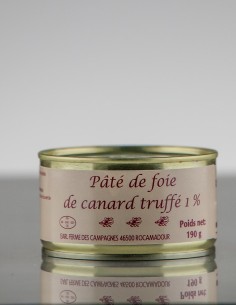 Pâté de foie
de canard truffé 1 %
Poids net:
190 g
EARL FERME DES CAMPAGNES 46500 ROCAMADOUR